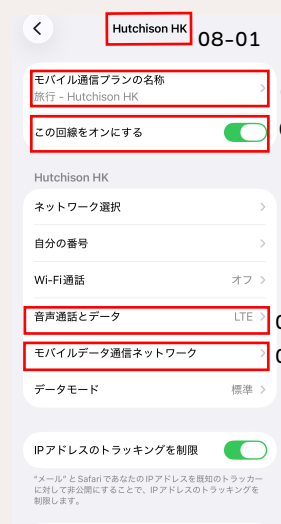 Hutchison HK
08-01
モバイル通信プランの名称
旅行 - Hutchison HK
この回線をオンにする
Hutchison HK
ネットワーク選択
自分の番号
Wi-Fi通話 オフ
音声通話とデータ LTE
モバイルデータ通信ネットワーク
データモード 標準
IPアドレスのトラッキングを制限
"メール" と Safari であなたの IP アドレスを既知のトラッカー
に対して非公開にすることで、IPアドレスのトラッキングを
制限します。